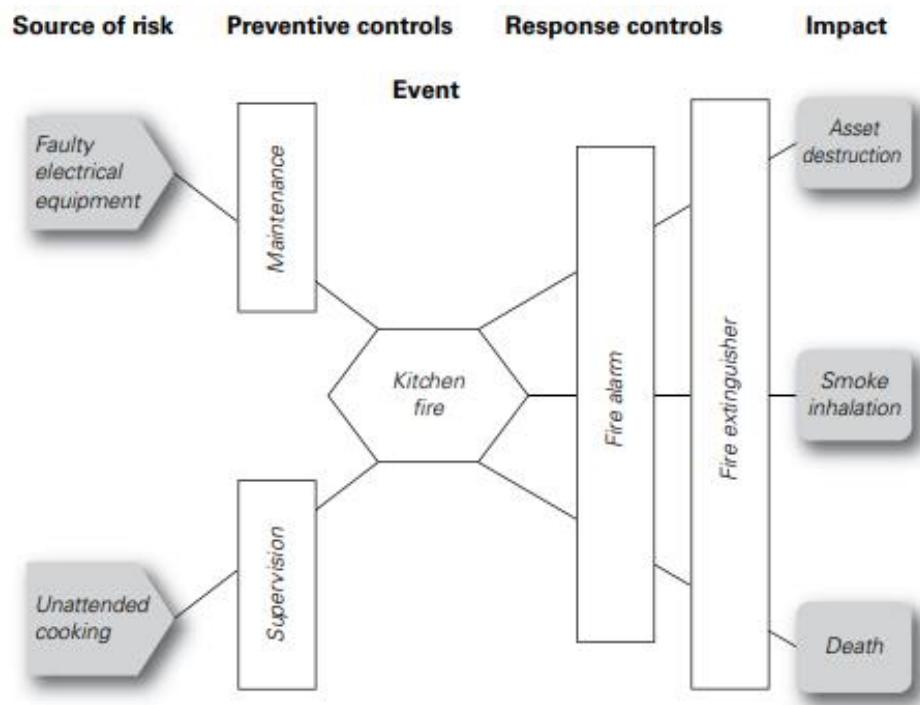 Source of risk
Preventive controls
Response controls
Impact
Event
Faulty
electrical
equipment
Maintenance
Asset
destruction
Kitchen
fire
Fire alarm
Fire extinguisher
Smoke
inhalation
Unattended
cooking
Supervision
Death